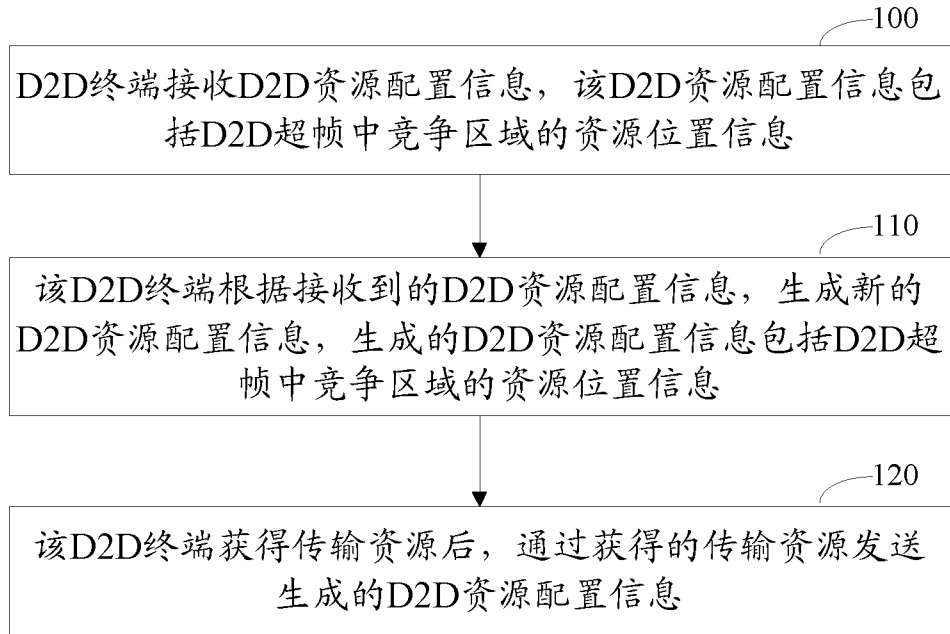 100
D2D终端接收D2D资源配置信息，该D2D资源配置信息包
括D2D超帧中竞争区域的资源位置信息
110
该D2D终端根据接收到的D2D资源配置信息，生成新的
D2D资源配置信息，生成的D2D资源配置信息包括D2D超
帧中竞争区域的资源位置信息
120
该D2D终端获得传输资源后，通过获得的传输资源发送
生成的D2D资源配置信息